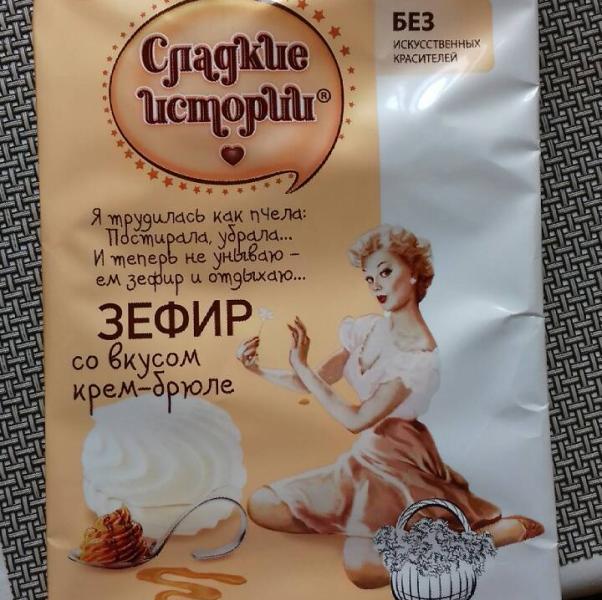 Сладкие
истории®
БЕЗ
ИСКУССТВЕННЫХ
КРАСИТЕЛЕЙ
Я трудилась как пчела:
Постирала, убрала...
И теперь не унываю -
ем зефир и отдыхаю...
ЗЕФИР
со вкусом
крем-брюле